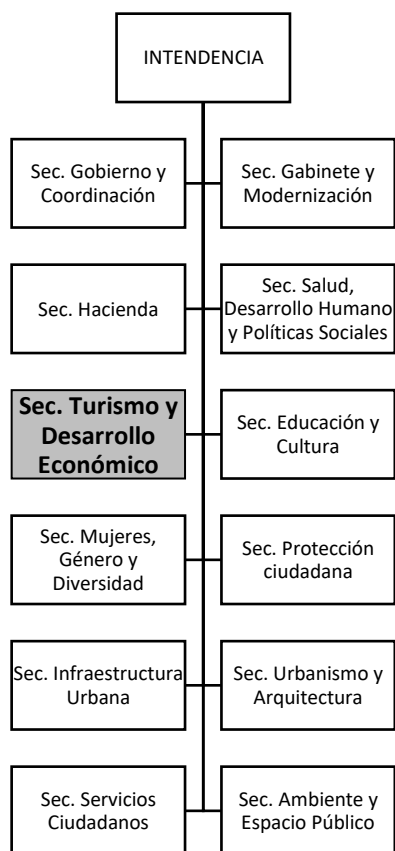 INTENDENCIA
Sec. Gobierno y
Coordinación
Sec. Gabinete y
Modernización
Sec. Hacienda
Sec. Salud,
Desarrollo Humano
y Políticas Sociales
Sec. Turismo y
Desarrollo
Económico
Sec. Educación y
Cultura
Sec. Mujeres,
Género y
Diversidad
Sec. Protección
ciudadana
Sec. Infraestructura
Urbana
Sec. Urbanismo y
Arquitectura
Sec. Servicios
Ciudadanos
Sec. Ambiente y
Espacio Público